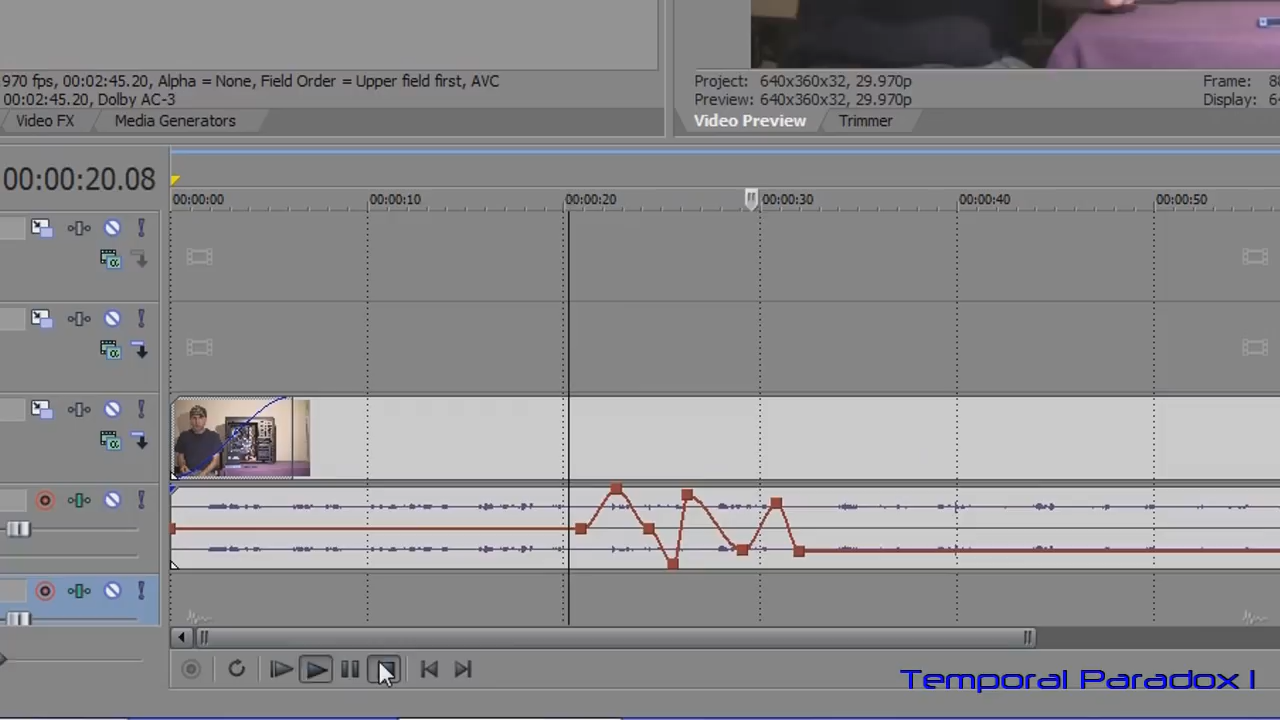 970 fps, 00:02:45.20, Alpha = None, Field Order = Upper field first, AVC
00:02:45.20, Dolby AC-3
Video FX Media Generators
Project: 640x360x32, 29.970p Frame:
Preview: 640x360x32, 29.970p Display:
Video Preview Trimmer
00:00:20.08
00:00:00 00:00:10 00:00:20 00:00:30 00:00:40 00:00:50
Temporal Paradox I